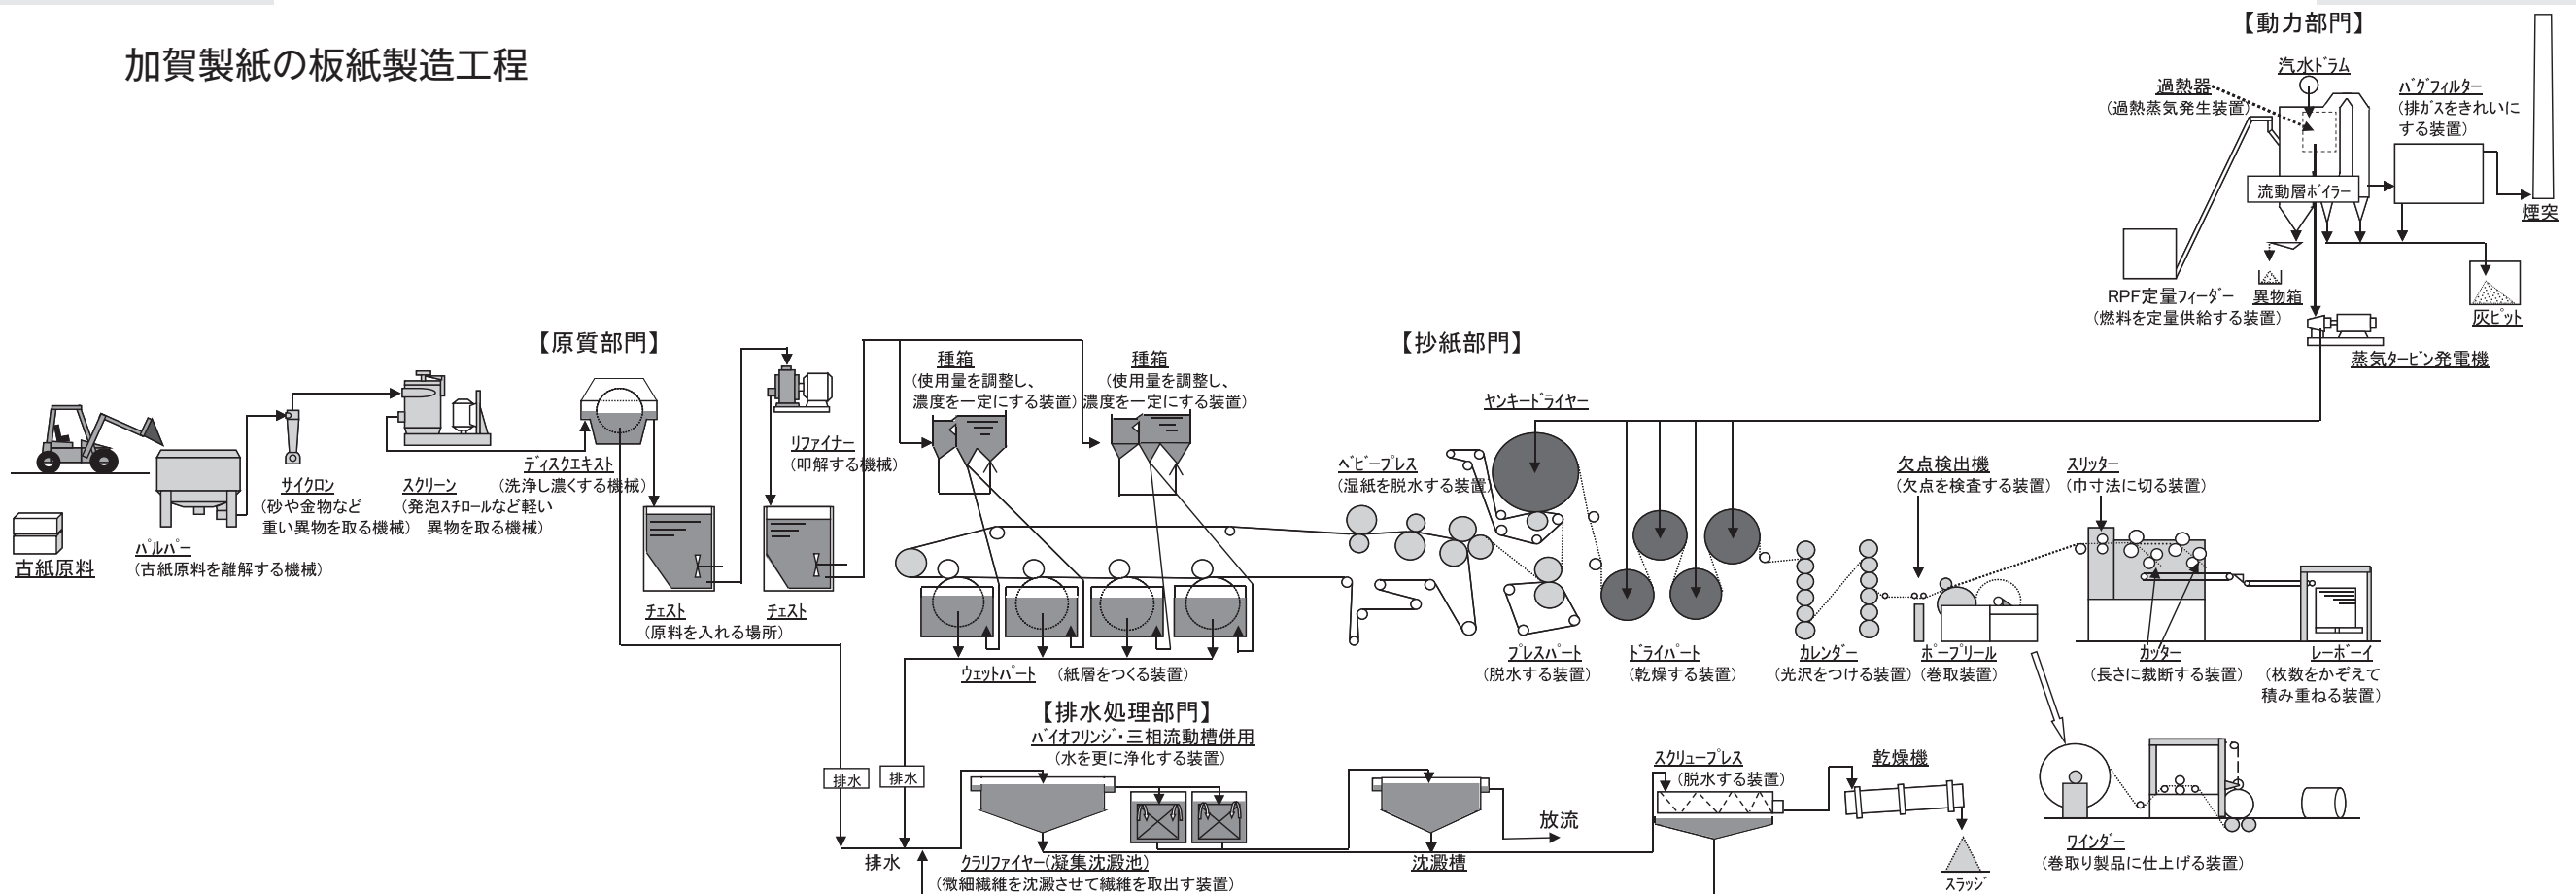 加賀製紙の板紙製造工程
【動力部門】
汽水ﾄﾞﾗﾑ
過熱器
(過熱蒸気発生装置)
ﾊﾞｸﾞﾌｨﾙﾀｰ
(排ｶﾞｽをきれいに
する装置)
流動層ﾎﾞｲﾗｰ
煙突
RPF定量ﾌｨｰﾀﾞｰ
(燃料を定量供給する装置)
異物箱
灰ﾋﾟｯﾄ
蒸気ﾀｰﾋﾞﾝ発電機
【原質部門】
古紙原料
ﾊﾟﾙﾊﾟｰ
(古紙原料を離解する機械)
ｻｲｸﾛﾝ
(砂や金物など
重い異物を取る機械)
ｽｸﾘｰﾝ
(発泡ｽﾁﾛｰﾙなど軽い
異物を取る機械)
ﾃﾞｨｽｸｴｷｽﾄ
(洗浄し濃くする機械)
ﾁｪｽﾄ
(原料を入れる場所)
ﾁｪｽﾄ
ﾘﾌｧｲﾅｰ
(叩解する機械)
【抄紙部門】
種箱
(使用量を調整し、
濃度を一定にする装置)
種箱
(使用量を調整し、
濃度を一定にする装置)
ｳｪｯﾄﾊﾟｰﾄ (紙層をつくる装置)
ﾍﾋﾞｰﾌﾟﾚｽ
(湿紙を脱水する装置)
ﾔﾝｷｰﾄﾞﾗｲﾔｰ
ﾌﾟﾚｽﾊﾟｰﾄ
(脱水する装置)
ﾄﾞﾗｲﾊﾟｰﾄ
(乾燥する装置)
ｶﾚﾝﾀﾞｰ
(光沢をつける装置)
欠点検出機
(欠点を検査する装置)
ﾎﾟｰﾌﾟﾘｰﾙ
(巻取装置)
ｽﾘｯﾀｰ
(巾寸法に切る装置)
ｶｯﾀｰ
(長さに裁断する装置)
ﾚｰﾎﾞｰｲ
(枚数をかぞえて
積み重ねる装置)
ﾜｲﾝﾀﾞｰ
(巻取り製品に仕上げる装置)
【排水処理部門】
ﾊﾞｲｵﾌﾘﾝｼﾞ・三相流動槽併用
(水を更に浄化する装置)
排水
排水
排水
ｸﾗﾘﾌｧｲﾔｰ(凝集沈澱池)
(微細繊維を沈澱させて繊維を取出す装置)
沈澱槽
放流
ｽｸﾘｭｰﾌﾟﾚｽ
(脱水する装置)
乾燥機
ｽﾗｯｼﾞ